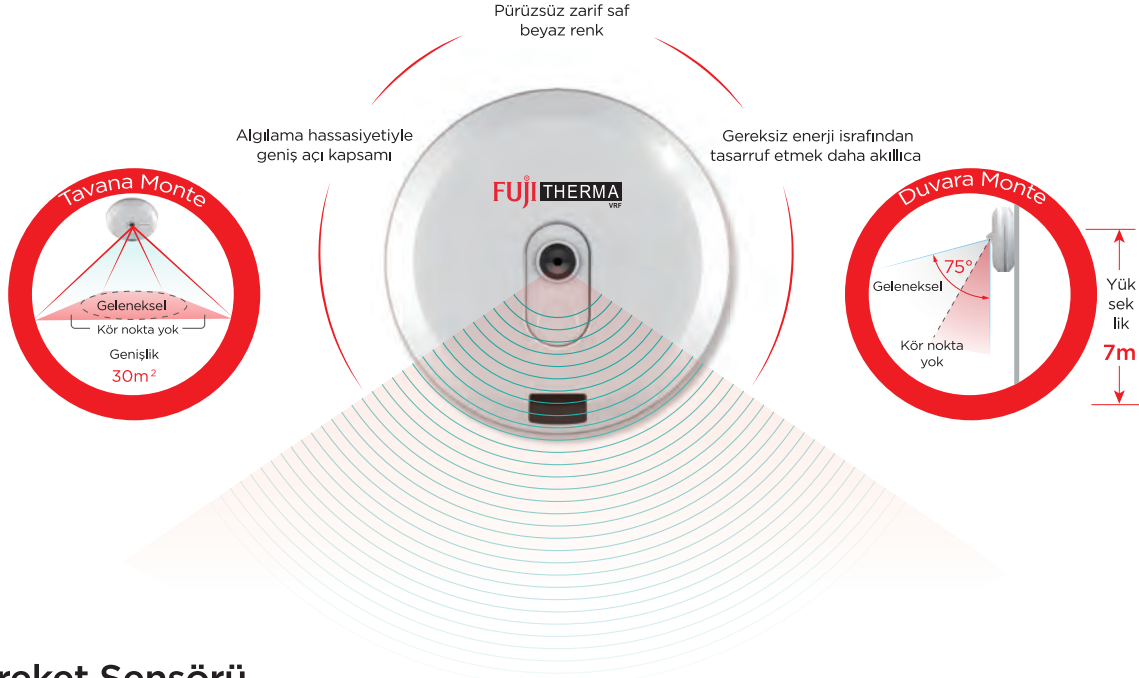 Pürüzsüz zarif saf
beyaz renk
Algılama hassasiyetiyle
geniş açı kapsamı
Gereksiz enerji israfından
tasarruf etmek daha akıllıca
FUJI THERMA
VRF
Tavana Monte
Geleneksel
Kör nokta yok
Genişlik
30m²
Duvara Monte
75°
Geleneksel
Kör nokta
yok
Yük
sek
lik
7m
Sensörü